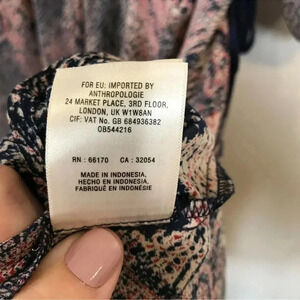 FOR EU: IMPORTED BY
ANTHROPOLOGIE
24 MARKET PLACE, 3RD FLOOR,
LONDON, UK W1W8AN
CIF: VAT No. GB 684936382
0B544216
RN : 66170 CA : 32054
MADE IN INDONESIA,
HECHO EN INDONESIA,
FABRIQUÉ EN INDONÉSIE